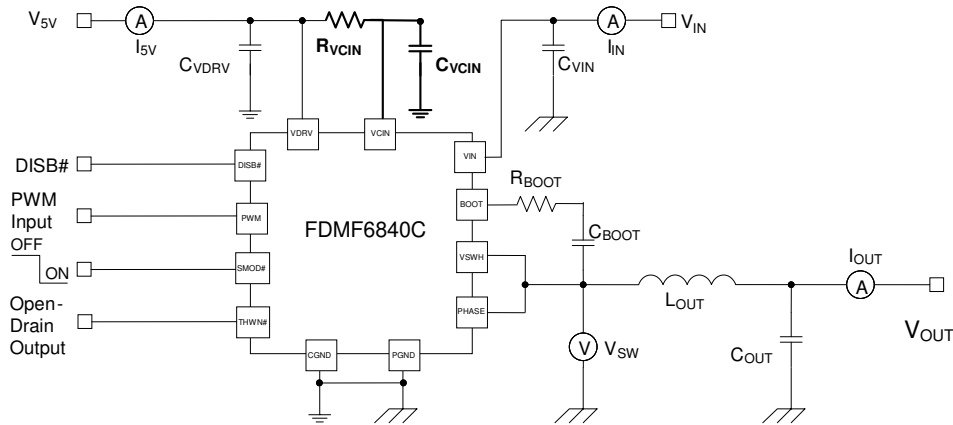 V5V
A
I5V
RVCIN
CVDRV
CVCIN
CVIN
A
IIN
VIN
VDRV
VCIN
DISB#
DISB#
VIN
RBOOT
PWM
Input
PWM
BOOT
FDMF6840C
CBOOT
OFF
ON
SMOD#
VSWH
LOUT
IOUT
A
Open-
Drain
Output
THWN#
PHASE
V
VSW
COUT
VOUT
CGND
PGND